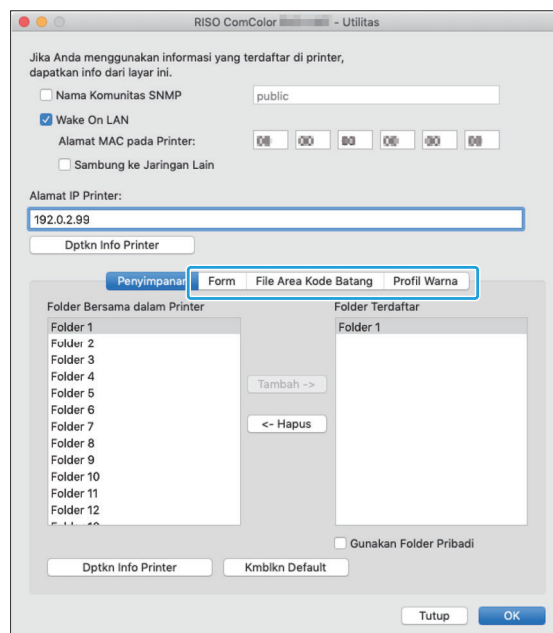 RISO ComColor - Utilitas
Jika Anda menggunakan informasi yang terdaftar di printer,
dapatkan info dari layar ini.
Nama Komunitas SNMP
public
Wake On LAN
Alamat MAC pada Printer:
Sambung ke Jaringan Lain
Alamat IP Printer:
192.0.2.99
Dptkn Info Printer
Penyimpanan Form File Area Kode Batang Profil Warna
Folder Bersama dalam Printer
Folder 1
Folder 2
Folder 3
Folder 4
Folder 5
Folder 6
Folder 7
Folder 8
Folder 9
Folder 10
Folder 11
Folder 12
Tambah ->
<- Hapus
Folder Terdaftar
Folder 1
Gunakan Folder Pribadi
Dptkn Info Printer
Kmblkn Default
Tutup
OK